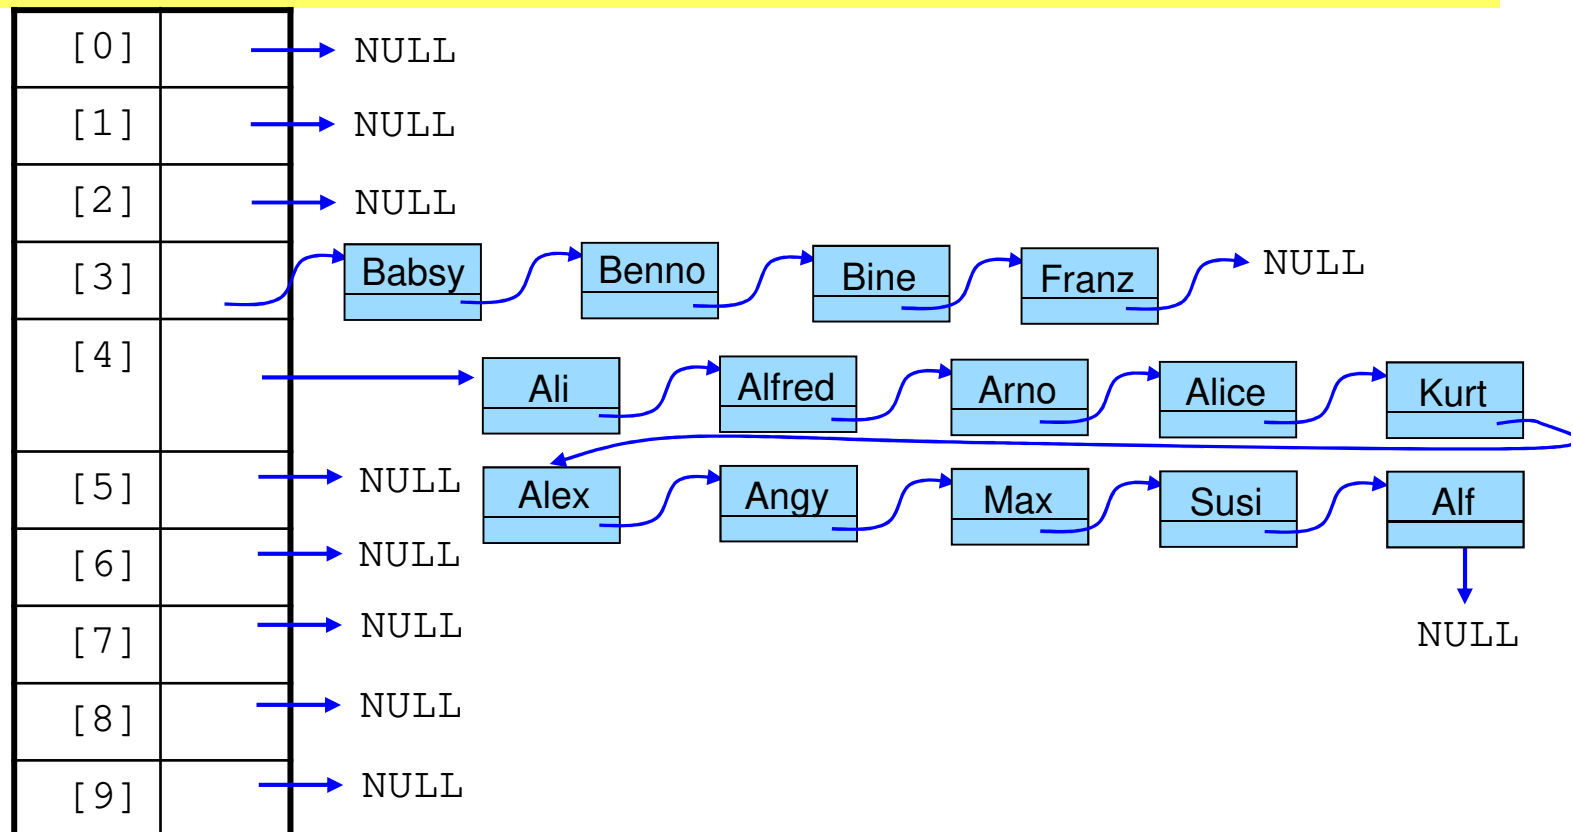 [0] NULL
[1] NULL
[2] NULL
[3] Babsy Benno Bine Franz NULL
[4] Ali Alfred Arno Alice Kurt
[5] NULL Alex Angy Max Susi Alf
[6] NULL
[7] NULL NULL
[8] NULL
[9] NULL